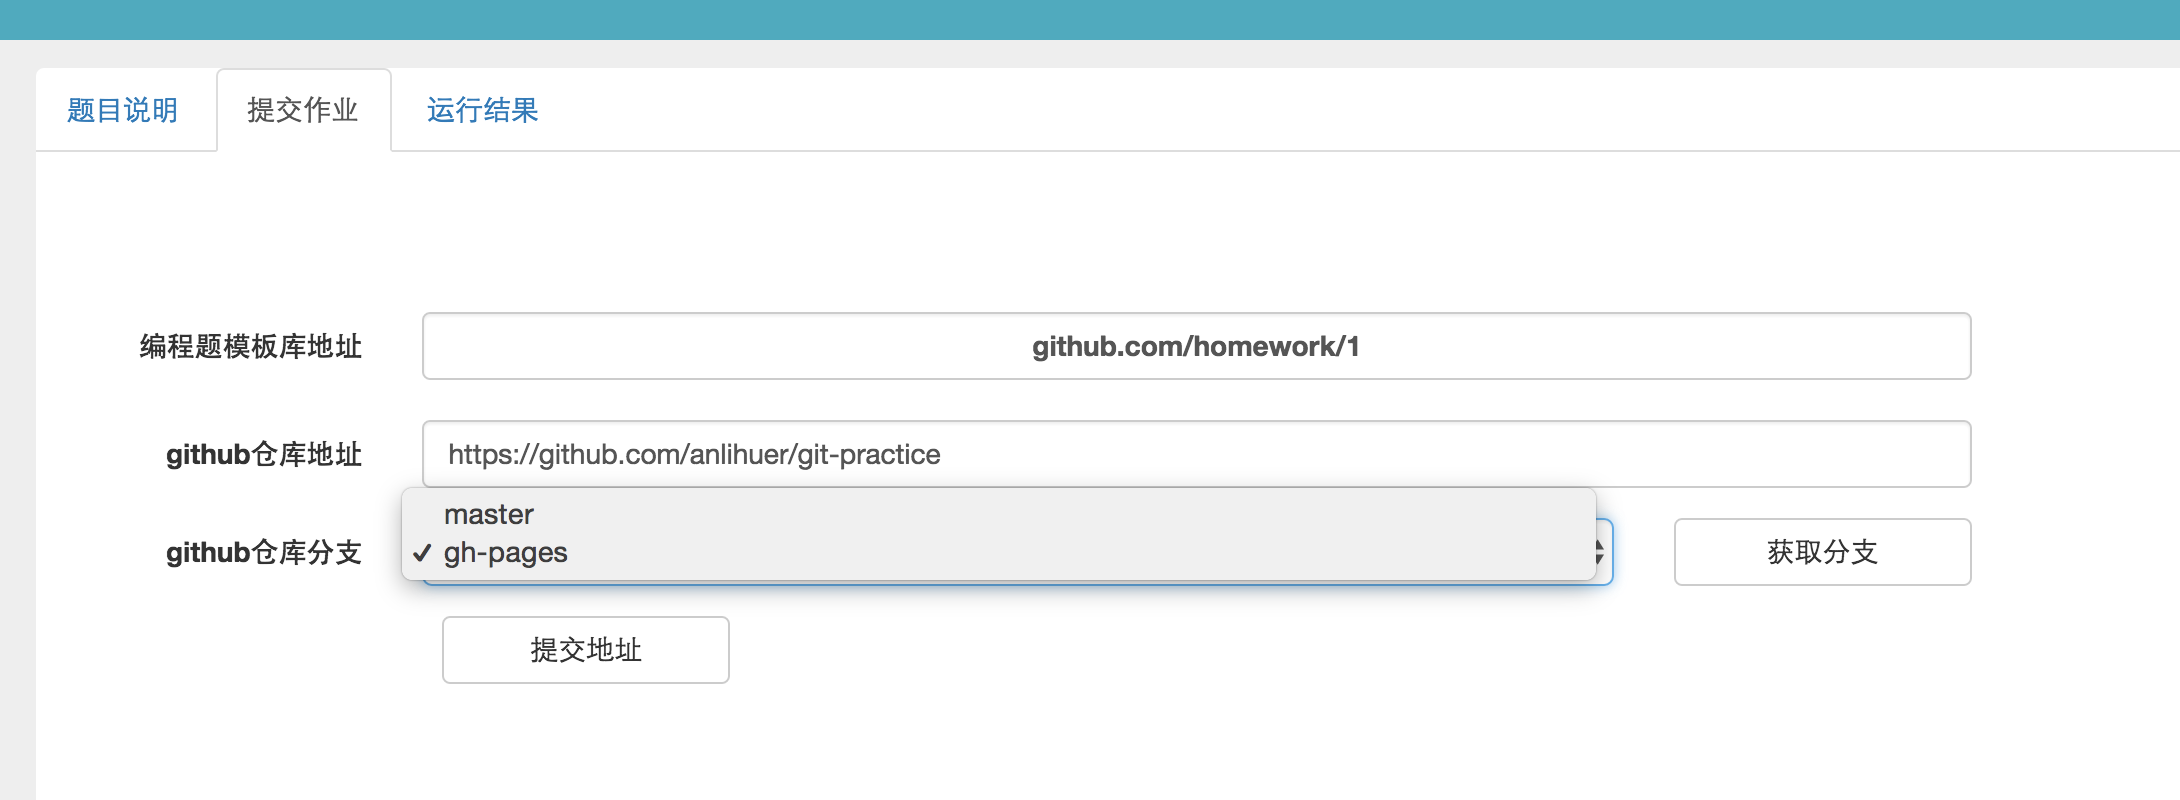 题目说明 提交作业 运行结果
编程题模板库地址 github.com/homework/1
github仓库地址 https://github.com/anlihuer/git-practice
master
github仓库分支 ✓ gh-pages 获取分支
提交地址